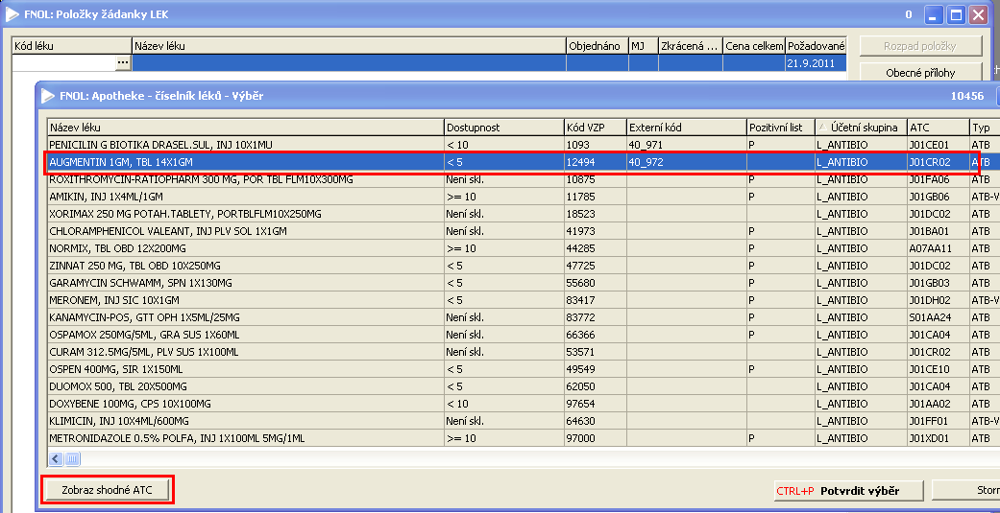 FNOL: Položky žádanky LEK 0
Kód léku Název léku Objednáno MJ Zkrácená ... Cena celkem Požadované Rozpad položky
... 21.9.2011
Obecné přílohy
FNOL: Apotheke - číselník léků - Výběr 10456
Název léku Dostupnost Kód VZP Externí kód Pozitivní list Účetní skupina ATC Typ
PENICILIN G BIOTIKA DRASEL.SUL, INJ 10X1MU < 10 1093 40_971 P L_ANTIBIO J01CE01 ATB
AUGMENTIN 1GM, TBL 14X1GM < 5 12494 40_972 L_ANTIBIO J01CR02 ATB
ROXITHROMYCIN-RATIOPHARM 300 MG, POR TBL FLM10X300MG Není skl. 10875 P L_ANTIBIO J01FA06 ATB
AMIKIN, INJ 1X4ML/1GM >= 10 11785 P L_ANTIBIO J01GB06 ATB-V
XORIMAX 250 MG POTAH.TABLETY, PORTBLFLM10X250MG Není skl. 18523 L_ANTIBIO J01DC02 ATB
CHLORAMPHENICOL VALEANT, INJ PLV SOL 1X1GM Není skl. 41973 P L_ANTIBIO J01BA01 ATB
NORMIX, TBL OBD 12X200MG >= 10 44285 P L_ANTIBIO A07AA11 ATB
ZINNAT 250 MG, TBL OBD 10X250MG < 5 47725 P L_ANTIBIO J01DC02 ATB
GARAMYCIN SCHWAMM, SPN 1X130MG < 5 55680 P L_ANTIBIO J01GB03 ATB
MERONEM, INJ SIC 10X1GM < 5 83417 P L_ANTIBIO J01DH02 ATB-V
KANAMYCIN-POS, GTT OPH 1X5ML/25MG Není skl. 83772 P L_ANTIBIO S01AA24 ATB
OSPAMOX 250MG/5ML, GRA SUS 1X60ML Není skl. 66366 P L_ANTIBIO J01CA04 ATB
CURAM 312.5MG/5ML, PLV SUS 1X100ML Není skl. 53571 L_ANTIBIO J01CR02 ATB
OSPEN 400MG, SIR 1X150ML < 5 49549 P L_ANTIBIO J01CE10 ATB
DUOMOX 500, TBL 20X500MG < 5 62050 L_ANTIBIO J01CA04 ATB
DOXYBENE 100MG, CPS 10X100MG < 10 97654 L_ANTIBIO J01AA02 ATB
KLIMICIN, INJ 10X4ML/600MG Není skl. 64630 L_ANTIBIO J01FF01 ATB-V
METRONIDAZOLE 0.5% POLFA, INJ 1X100ML 5MG/1ML >= 10 97000 P L_ANTIBIO J01XD01 ATB
Zobraz shodné ATC CTRL+P Potvrdit výběr Storn